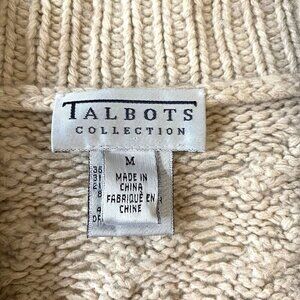 TALBOTS
COLLECTION
M
MADE IN
CHINA
FABRIQUÉ EN
CHINE